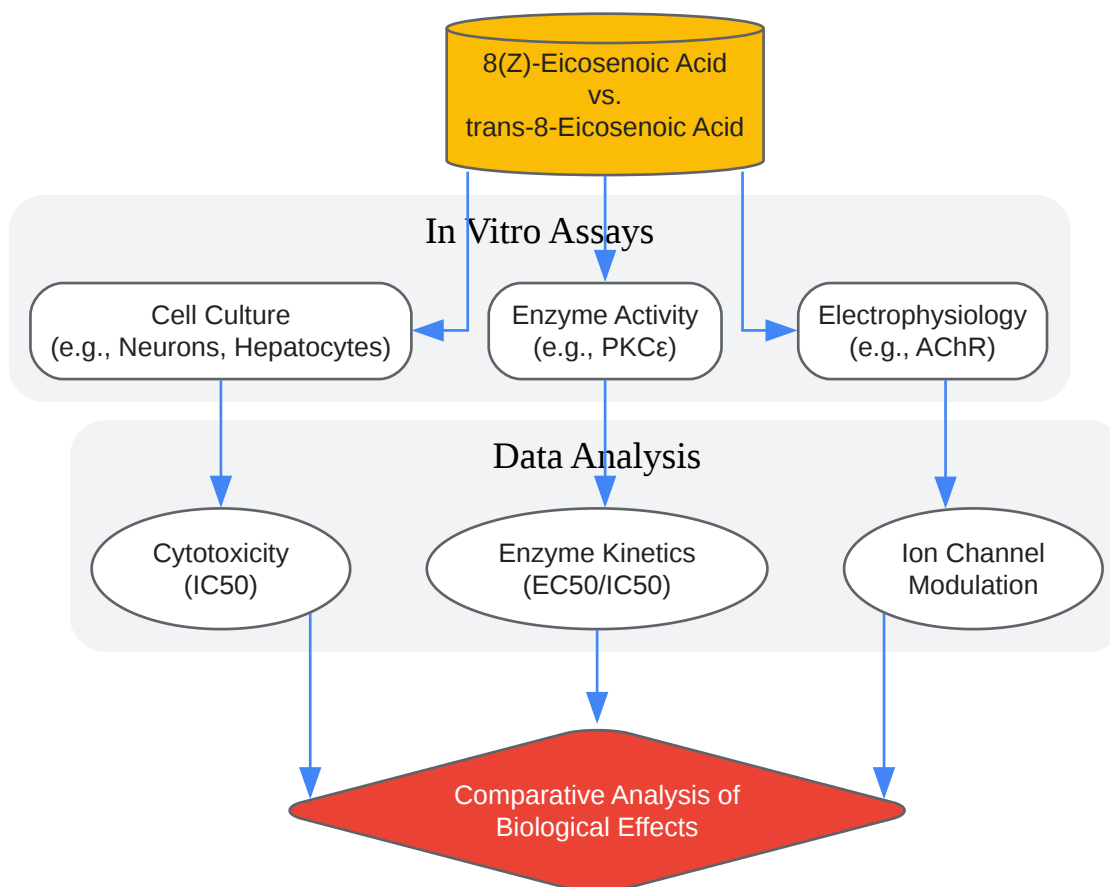 8(Z)-Eicosenoic Acid
vs.
trans-8-Eicosenoic Acid
In Vitro Assays
Cell Culture
(e.g., Neurons, Hepatocytes)
Enzyme Activity
(e.g., PKCε)
Electrophysiology
(e.g., AChR)
Data Analysis
Cytotoxicity
(IC50)
Enzyme Kinetics
(EC50/IC50)
Ion Channel
Modulation
Comparative Analysis of
Biological Effects